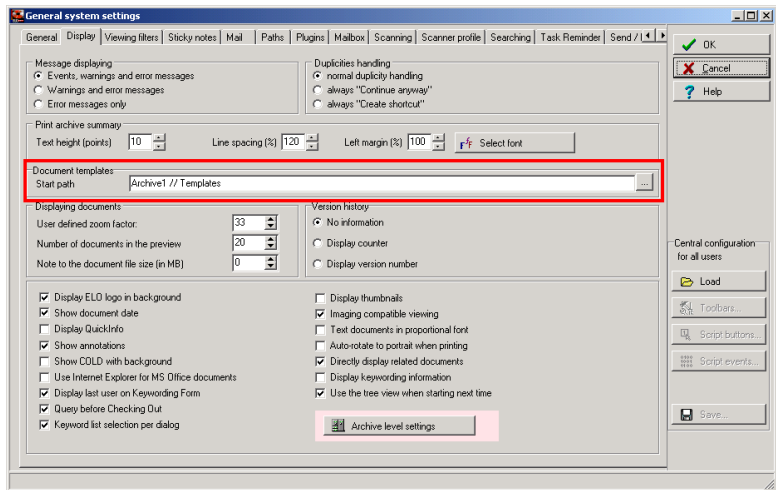 General system settings
General Display Viewing filters Sticky notes Mail Paths Plugins Mailbox Scanning Scanner profile Searching Task Reminder Send / I
Message displaying
Events, warnings and error messages
Warnings and error messages
Error messages only
Duplicities handling
normal duplicity handling
always "Continue anyway"
always "Create shortcut"
OK
Cancel
Help
Print archive summary
Text height (points) 10 Line spacing (%) 120 Left margin (%) 100 Select font
Document templates
Start path Archive1 // Templates ...
Displaying documents
User defined zoom factor: 33
Number of documents in the preview 20
Note to the document file size (in MB) 0
Version history
No information
Display counter
Display version number
Central configuration
for all users
Load
Toolbars...
Script buttons...
Script events...
Save...
Display ELO logo in background
Show document date
Display QuickInfo
Show annotations
Show COLD with background
Use Internet Explorer for MS Office documents
Display last user on Keywording Form
Query before Checking Out
Keyword list selection per dialog
Display thumbnails
Imaging compatible viewing
Text documents in proportional font
Auto-rotate to portrait when printing
Directly display related documents
Display keywording information
Use the tree view when starting next time
Archive level settings